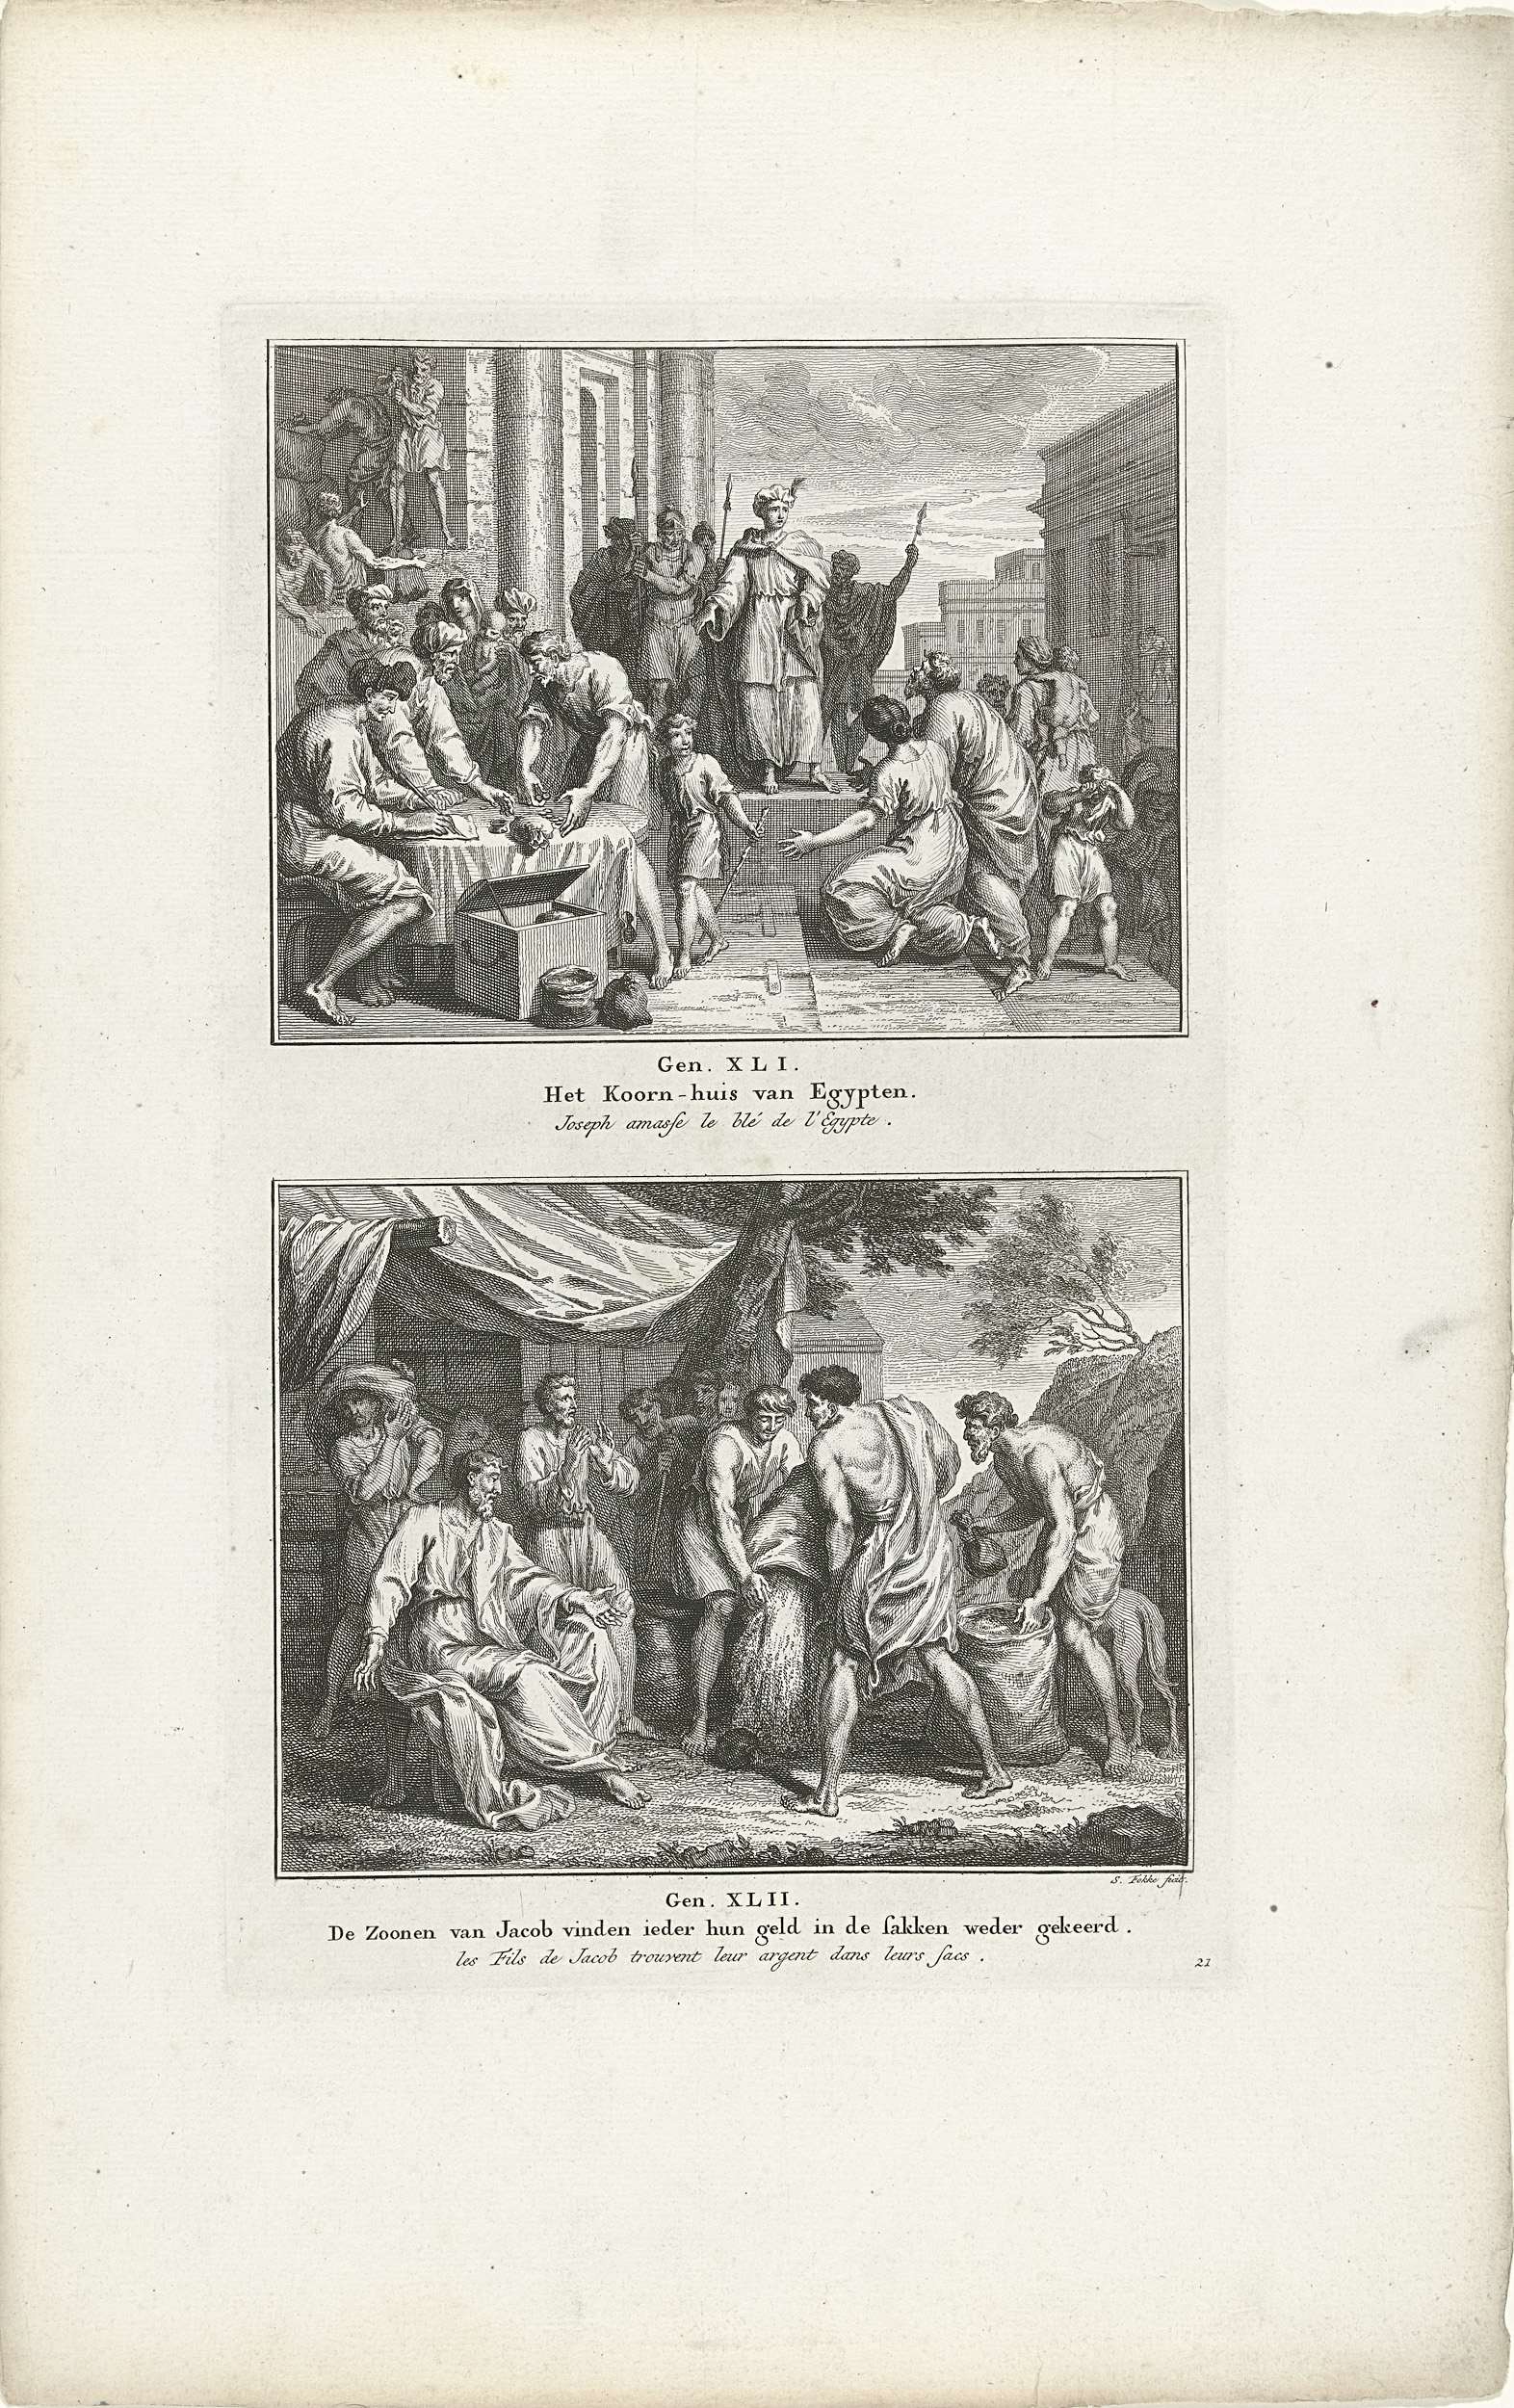 Gen. XLI.
Het Koorn-huis van Egypten.
Joseph amasſe le blé de l'Egypte.
S. Fokke fecit.
Gen. XLII.
De Zoonen van Jacob vinden ieder hun geld in de ſakken weder gekeerd.
les Fils de Jacob trouvent leur argent dans leurs ſacs.
21